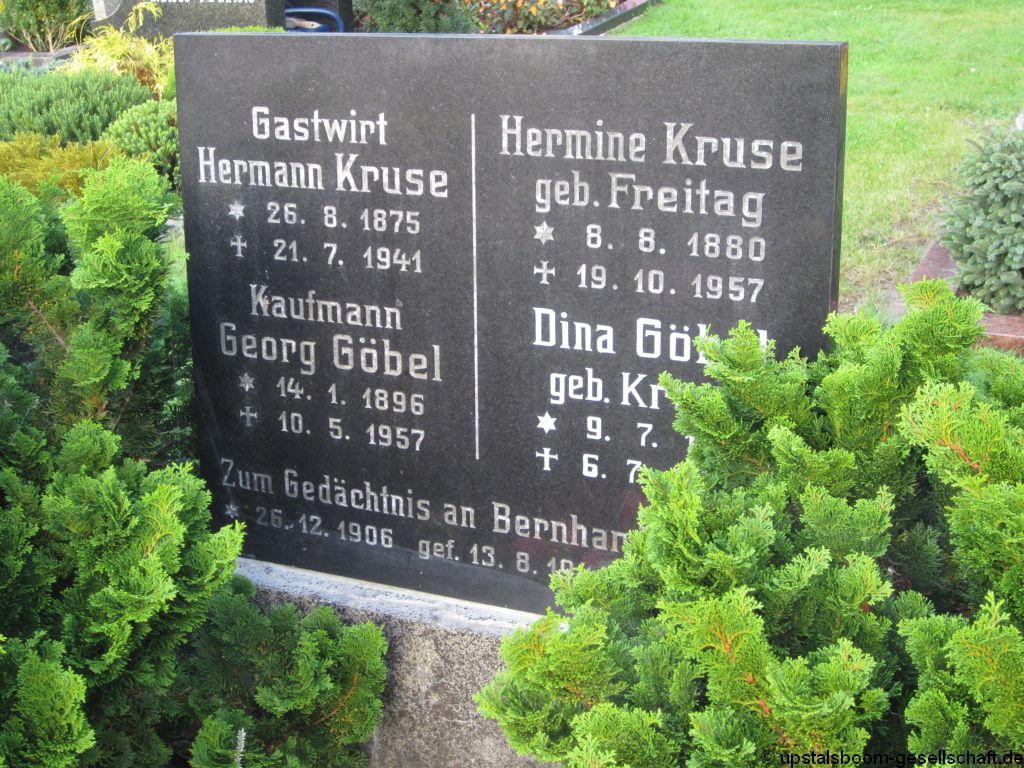 Gastwirt
Hermann Kruse
26. 8. 1875
21. 7. 1941
Kaufmann
Georg Göbel
14. 1. 1896
10. 5. 1957
Hermine Kruse
geb. Freitag
8. 8. 1880
19. 10. 1957
Dina
geb.
9. 7.
6. 7
Zum Gedächtnis an
26. 12. 1906 gef. 13. 8.
© upstalsboom-gesellschaft.de